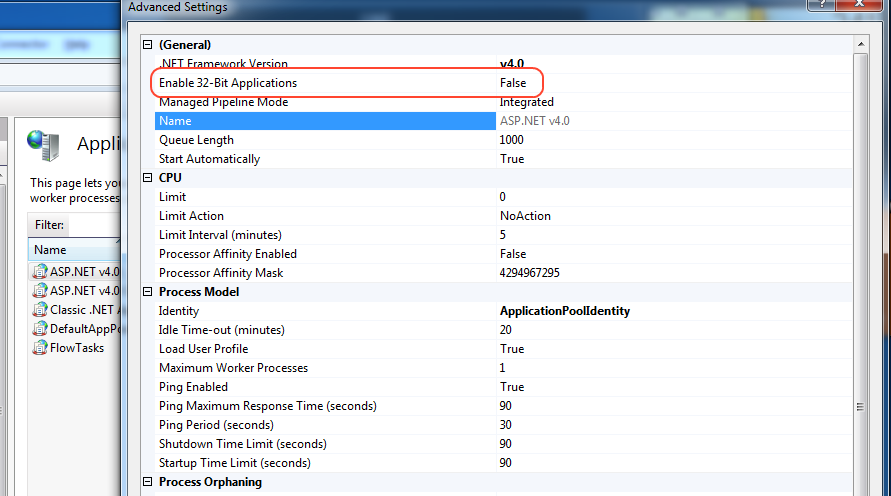 Advanced Settings
Connector Help
(General)
.NET Framework Version v4.0
Enable 32-Bit Applications False
Managed Pipeline Mode Integrated
Name ASP.NET v4.0
Queue Length 1000
Start Automatically True
CPU
Limit 0
Limit Action NoAction
Limit Interval (minutes) 5
Processor Affinity Enabled False
Processor Affinity Mask 4294967295
Process Model
Identity ApplicationPoolIdentity
Idle Time-out (minutes) 20
Load User Profile True
Maximum Worker Processes 1
Ping Enabled True
Ping Maximum Response Time (seconds) 90
Ping Period (seconds) 30
Shutdown Time Limit (seconds) 90
Startup Time Limit (seconds) 90
Process Orphaning
Appli
This page lets you
worker processes
Filter:
Name
ASP.NET v4.0
ASP.NET v4.0
Classic .NET A
DefaultAppPo
FlowTasks